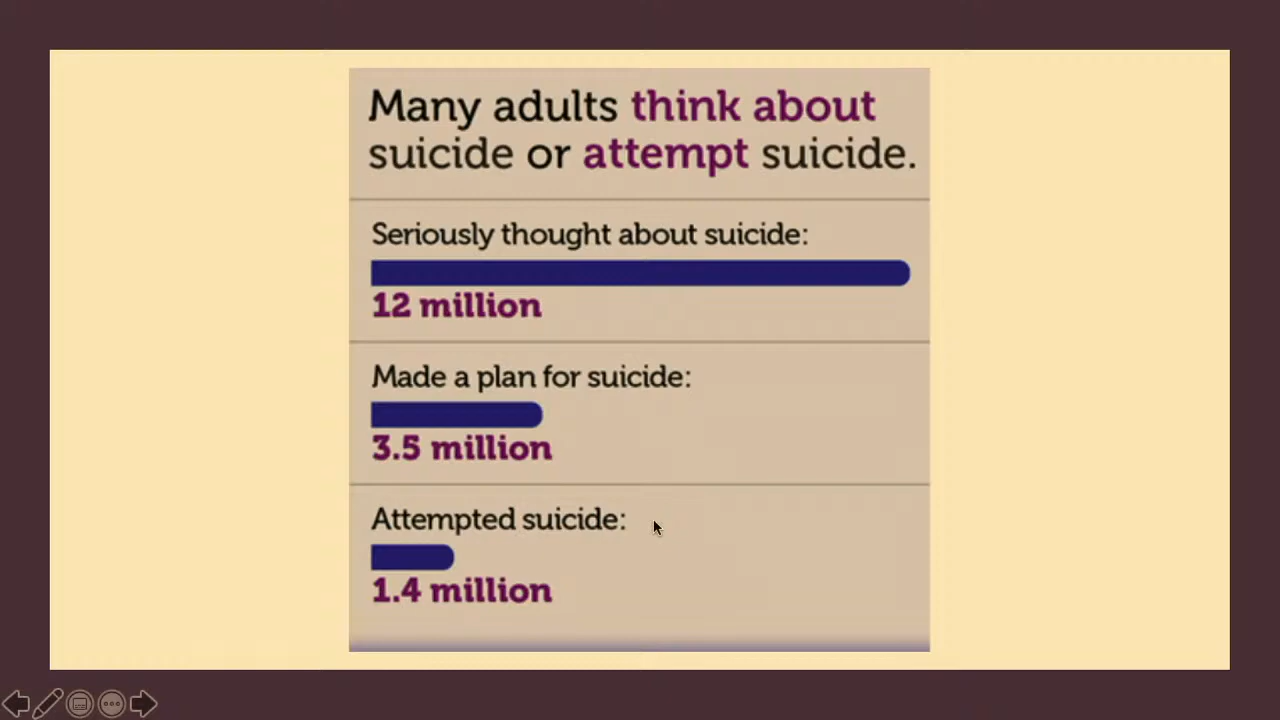 Many adults think about
suicide or attempt suicide.
Seriously thought about suicide:
12 million
Made a plan for suicide:
3.5 million
Attempted suicide:
1.4 million